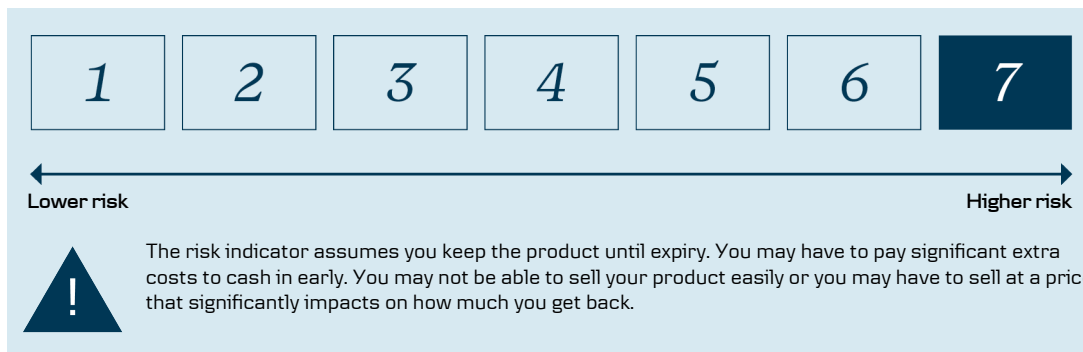 1 2 3 4 5 6 7
Lower risk Higher risk
The risk indicator assumes you keep the product until expiry. You may have to pay significant extra
costs to cash in early. You may not be able to sell your product easily or you may have to sell at a pric
! that significantly impacts on how much you get back.